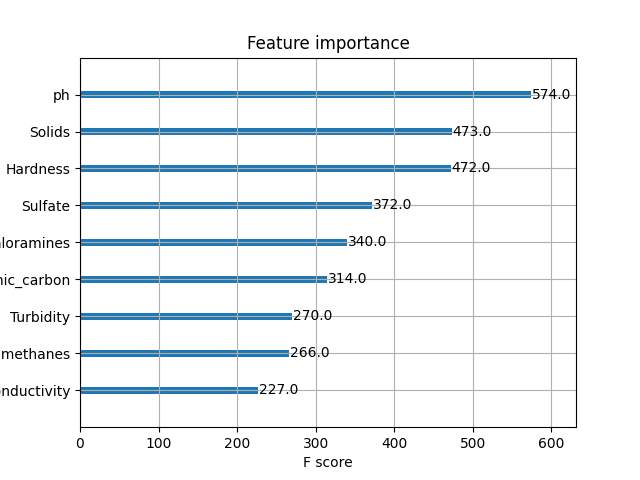 Feature importance
ph
574.0
Solids
473.0
Hardness
472.0
Sulfate
372.0
loramines
340.0
nic_carbon
314.0
Turbidity
270.0
methanes
266.0
nductivity
227.0
0 100 200 300 400 500 600
F score